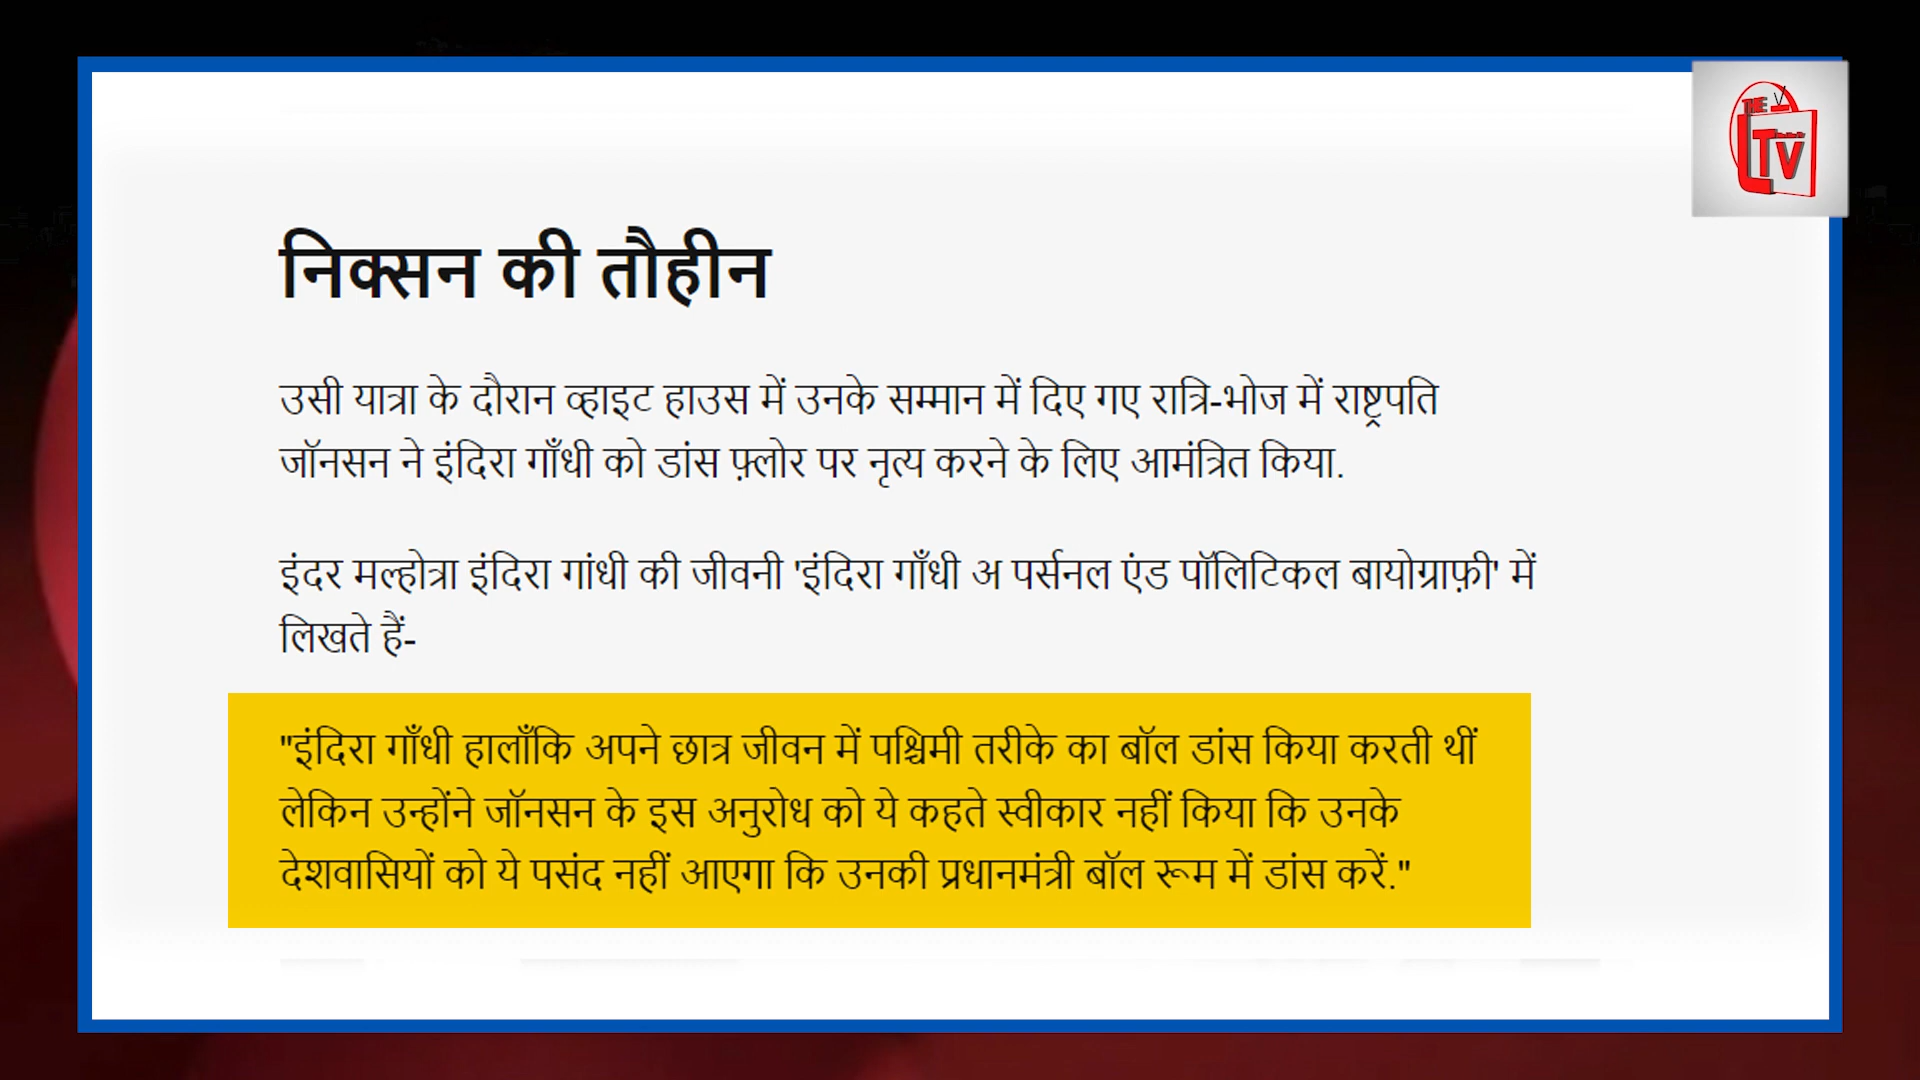 THE
LTV
निक्सन की तौहीन
उसी यात्रा के दौरान व्हाइट हाउस में उनके सम्मान में दिए गए रात्रि-भोज में राष्ट्रपति
जॉनसन ने इंदिरा गाँधी को डांस फ़्लोर पर नृत्य करने के लिए आमंत्रित किया.
इंदर मल्होत्रा इंदिरा गांधी की जीवनी 'इंदिरा गाँधी अ पर्सनल एंड पॉलिटिकल बायोग्राफ़ी' में
लिखते हैं-
"इंदिरा गाँधी हालाँकि अपने छात्र जीवन में पश्चिमी तरीके का बॉल डांस किया करती थीं
लेकिन उन्होंने जॉनसन के इस अनुरोध को ये कहते स्वीकार नहीं किया कि उनके
देशवासियों को ये पसंद नहीं आएगा कि उनकी प्रधानमंत्री बॉल रूम में डांस करें."